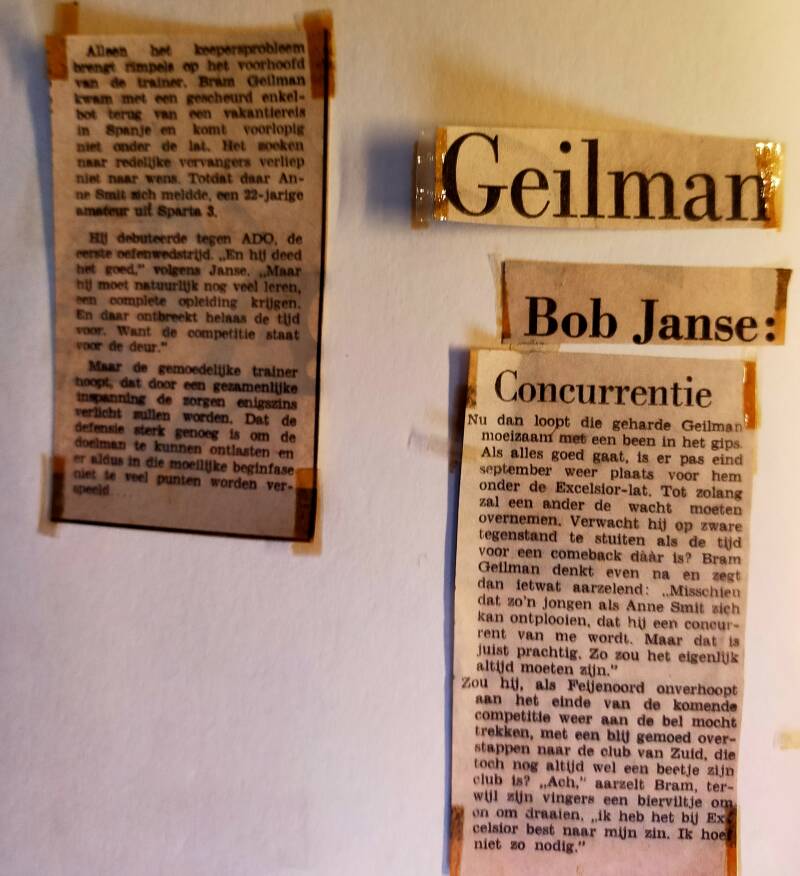 Alleen het keepersprobleem
brengt rimpels op het voorhoofd
van de trainer. Bram Geilman
kwam met een gescheurd enkel-
bot terug van een vakantiereis
in Spanje en komt voorlopig
niet onder de lat. Het zoeken
naar redelijke vervangers verliep
niet naar wens. Totdat daar An-
ne Smit zich meldde, een 22-jarige
amateur uit Sparta 3.
Hij debuteerde tegen ADO, de
eerste oefenwedstrijd. „En hij deed
het goed,” volgens Janse. „Maar
hij moet natuurlijk nog veel leren,
een complete opleiding krijgen.
En daar ontbreekt helaas de tijd
voor. Want de competitie staat
voor de deur.”
Maar de gemoedelijke trainer
hoopt, dat door een gezamenlijke
inspanning de zorgen enigszins
verlicht zullen worden. Dat de
defensie sterk genoeg is om de
doelman te kunnen ontlasten en
er aldus in die moeilijke beginfase
niet te veel punten worden ver-
speeld
Geilman
Bob Janse:
Concurrentie
Nu dan loopt die geharde Geilman
moeizaam met een been in het gips.
Als alles goed gaat, is er pas eind
september weer plaats voor hem
onder de Excelsior-lat. Tot zolang
zal een ander de wacht moeten
overnemen. Verwacht hij op zware
tegenstand te stuiten als de tijd
voor een comeback dààr is? Bram
Geilman denkt even na en zegt
dan ietwat aarzelend: „Misschien
dat zo'n jongen als Anne Smit zich
kan ontplooien, dat hij een concur-
rent van me wordt. Maar dat is
juist prachtig. Zo zou het eigenlijk
altijd moeten zijn.”
Zou hij, als Feijenoord onverhoopt
aan het einde van de komende
competitie weer aan de bel mocht
trekken, met een blij gemoed over-
stappen naar de club van Zuid, die
toch nog altijd wel een beetje zijn
club is? „Ach,” aarzelt Bram, ter-
wijl zijn vingers een bierviltje om
en om draaien, „ik heb het bij Ex-
celsior best naar mijn zin. Ik hoef
niet zo nodig.”